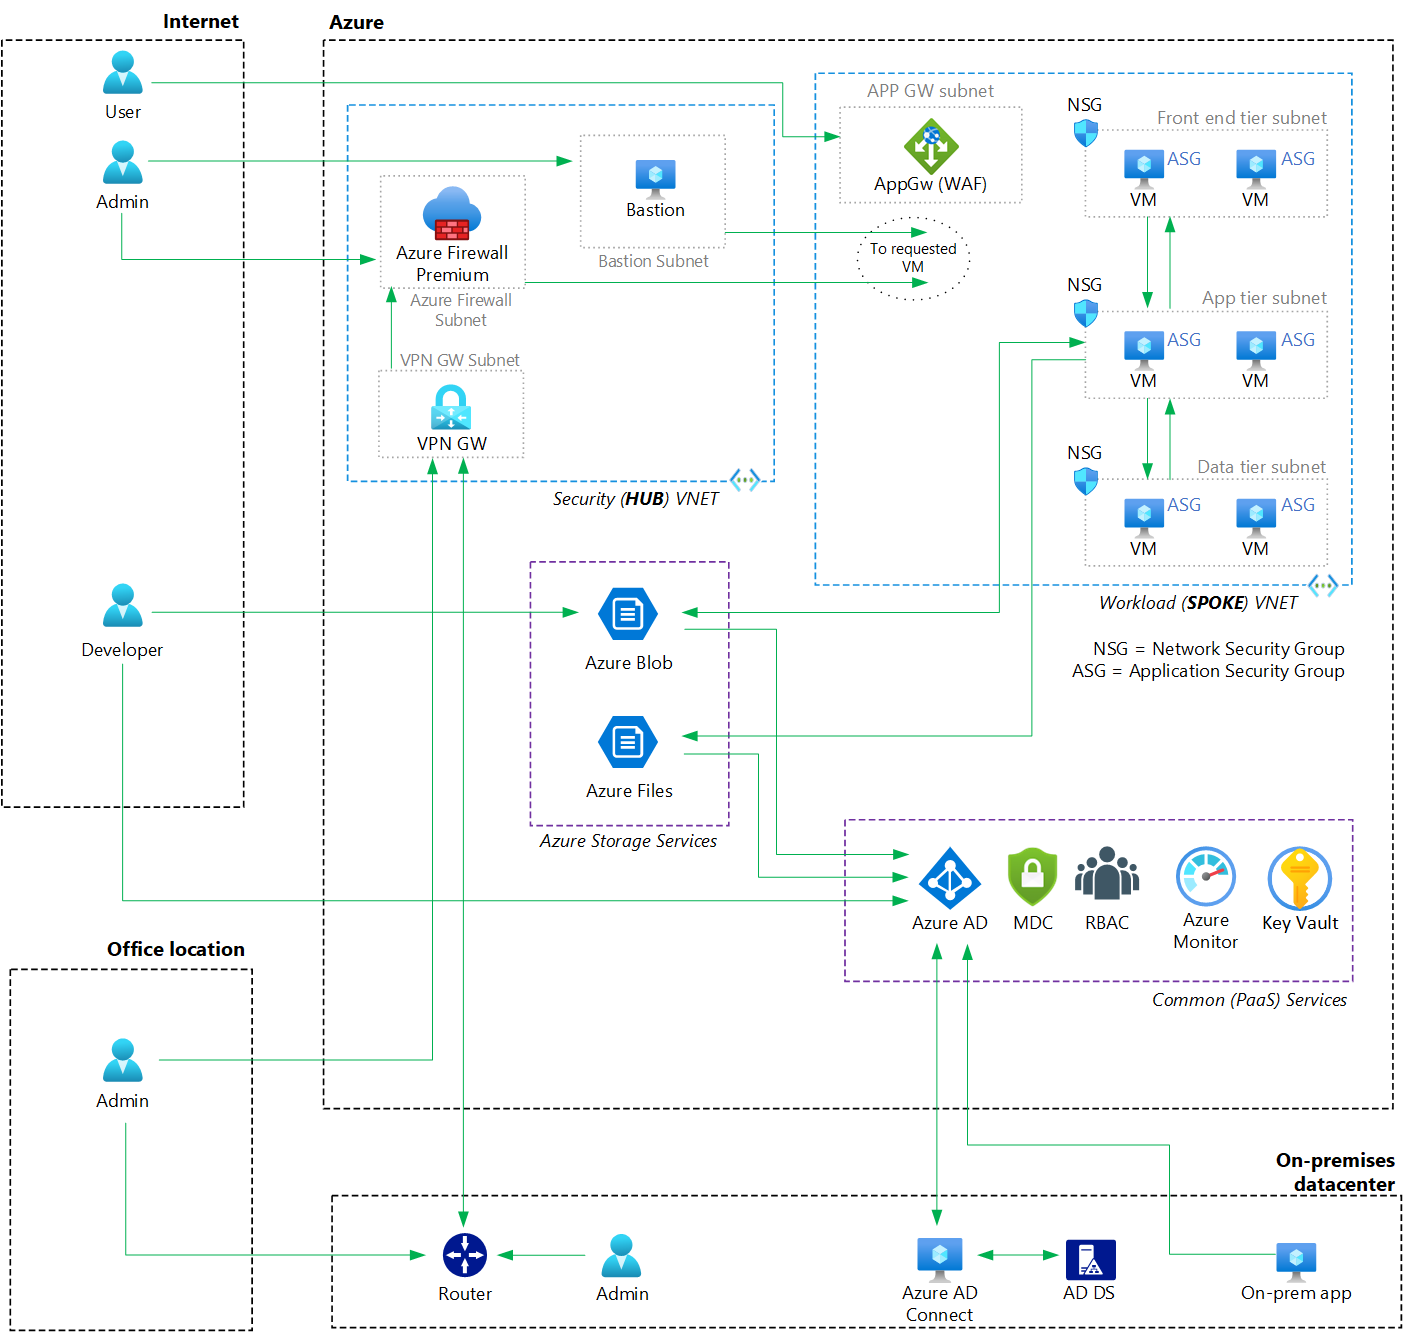 Internet
Azure
User
Admin
Azure Firewall
Premium
Azure Firewall
Subnet
VPN GW Subnet
VPN GW
Bastion
Bastion Subnet
Security (HUB) VNET
APP GW subnet
AppGw (WAF)
To requested
VM
NSG
Front end tier subnet
ASG
ASG
VM
VM
NSG
App tier subnet
ASG
ASG
VM
VM
NSG
Data tier subnet
ASG
ASG
VM
VM
Workload (SPOKE) VNET
NSG = Network Security Group
ASG = Application Security Group
Developer
Azure Blob
Azure Files
Azure Storage Services
Azure AD
MDC
RBAC
Azure
Monitor
Key Vault
Common (PaaS) Services
Office location
Admin
On-premises
datacenter
Router
Admin
Azure AD
Connect
AD DS
On-prem app